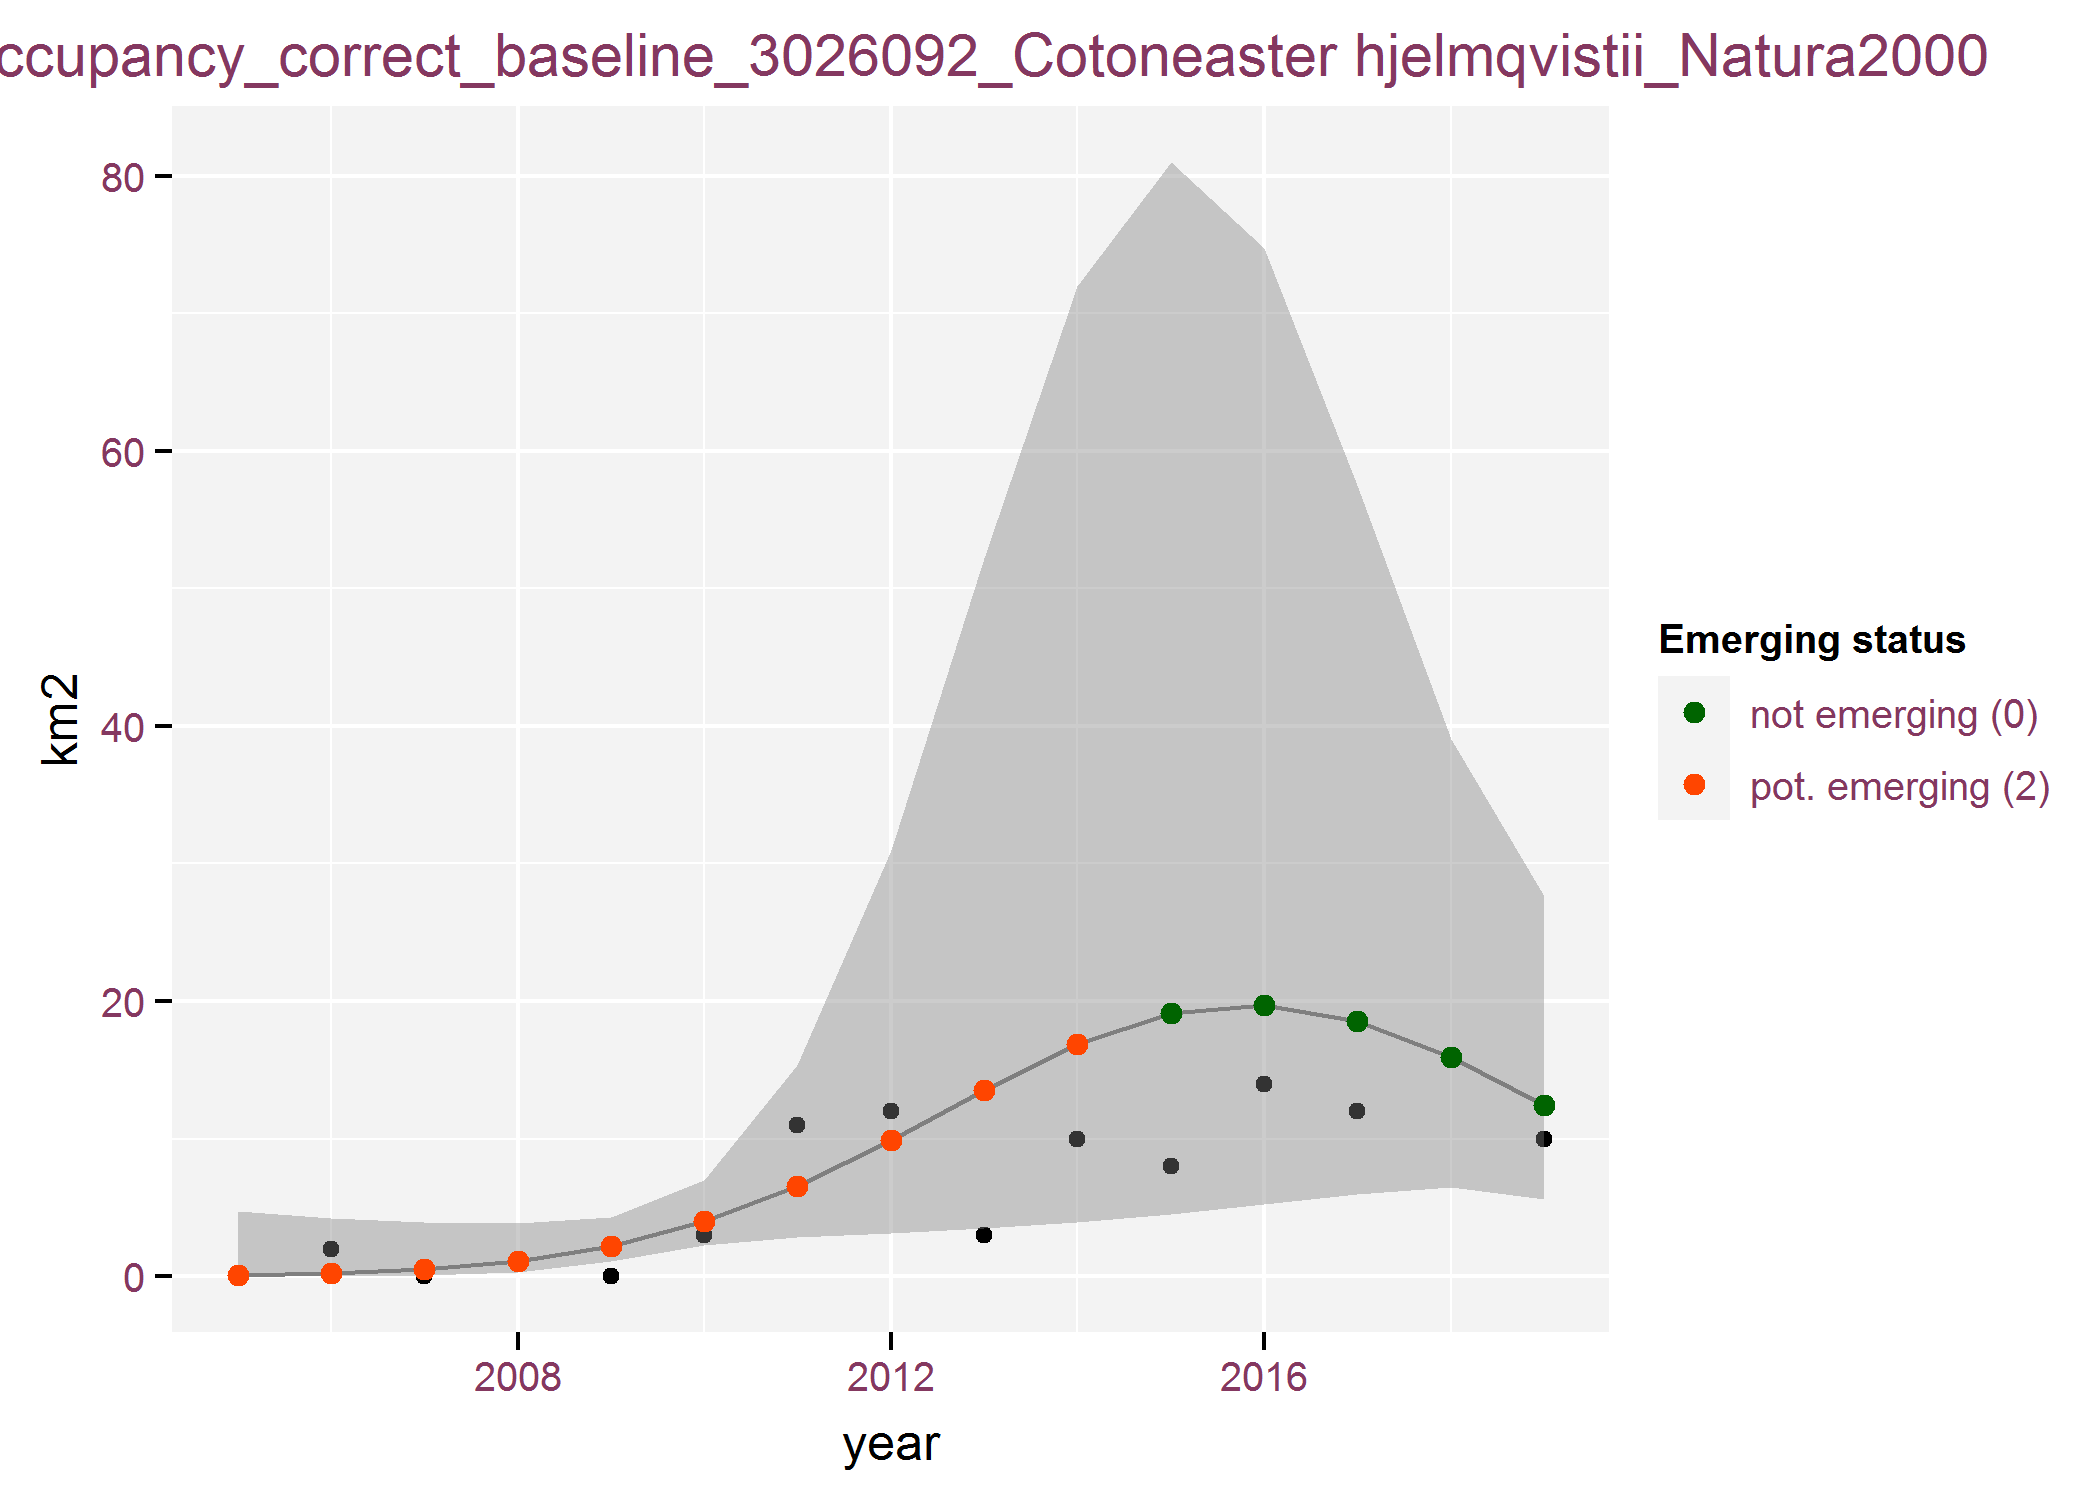 ccupancy_correct_baseline_3026092_Cotoneaster hjelmqvistii_Natura2000
80
60
40
20
0
km2
2008
2012
2016
year
Emerging status
not emerging (0)
pot. emerging (2)